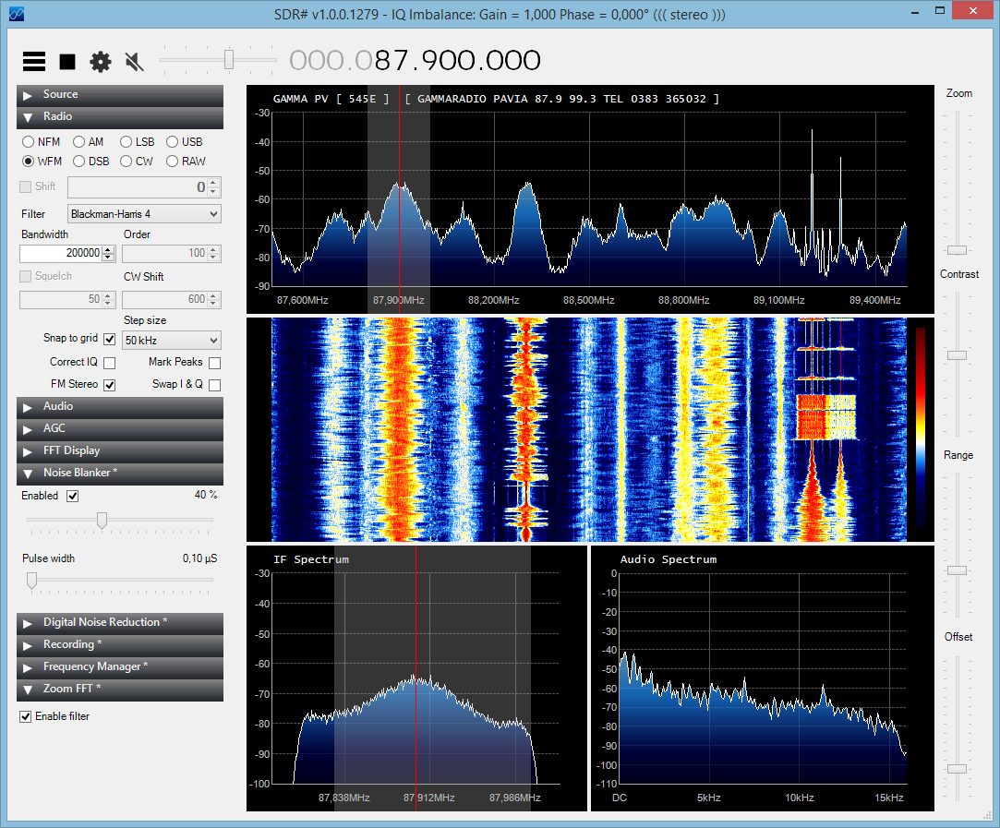 SDR# v1.0.0.1279 - IQ Imbalance: Gain = 1,000 Phase = 0,000° ((( stereo )))
000.087.900.000
Source
Radio
NFM AM LSB USB
WFM DSB CW RAW
Shift 0
Filter Blackman-Harris 4
Bandwidth Order
200000 100
Squelch CW Shift
50 600
Step size
Snap to grid 50 kHz
Correct IQ Mark Peaks
FM Stereo Swap I & Q
Audio
AGC
FFT Display
Noise Blanker *
Enabled 40 %
Pulse width 0,10 µS
Digital Noise Reduction *
Recording *
Frequency Manager *
Zoom FFT *
Enable filter
GAMMA PV [ 545E ] [ GAMMARADIO PAVIA 87.9 99.3 TEL 0383 365032 ]
-30
-40
-50
-60
-70
-80
-90
87,600MHz 87,900MHz 88,200MHz 88,500MHz 88,800MHz 89,100MHz 89,400MHz
IF Spectrum
-30
-40
-50
-60
-70
-80
-90
-100
87,838MHz 87,912MHz 87,986MHz
Audio Spectrum
0
-10
-20
-30
-40
-50
-60
-70
-80
-90
-100
-110
DC 5kHz 10kHz 15kHz
Zoom
Contrast
Range
Offset